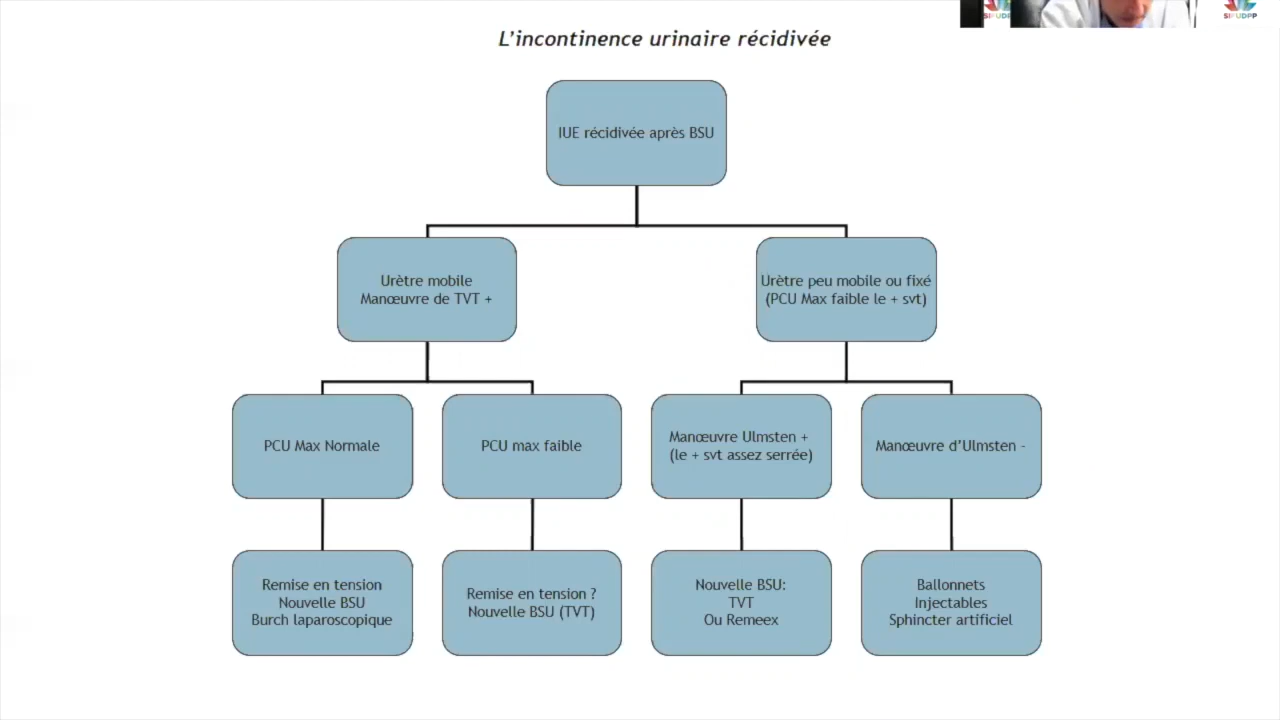 SIFUDPP
L'incontinence urinaire récidivée
IUE récidivée après BSU
Urètre mobile
Manœuvre de TVT +
Urètre peu mobile ou fixé
(PCU Max faible le + svt)
PCU Max Normale
PCU max faible
Manœuvre Ulmsten +
(le + svt assez serrée)
Manœuvre d'Ulmsten -
Remise en tension
Nouvelle BSU
Burch laparoscopique
Remise en tension ?
Nouvelle BSU (TVT)
Nouvelle BSU:
TVT
Ou Remeex
Ballonnets
Injectables
Sphincter artificiel